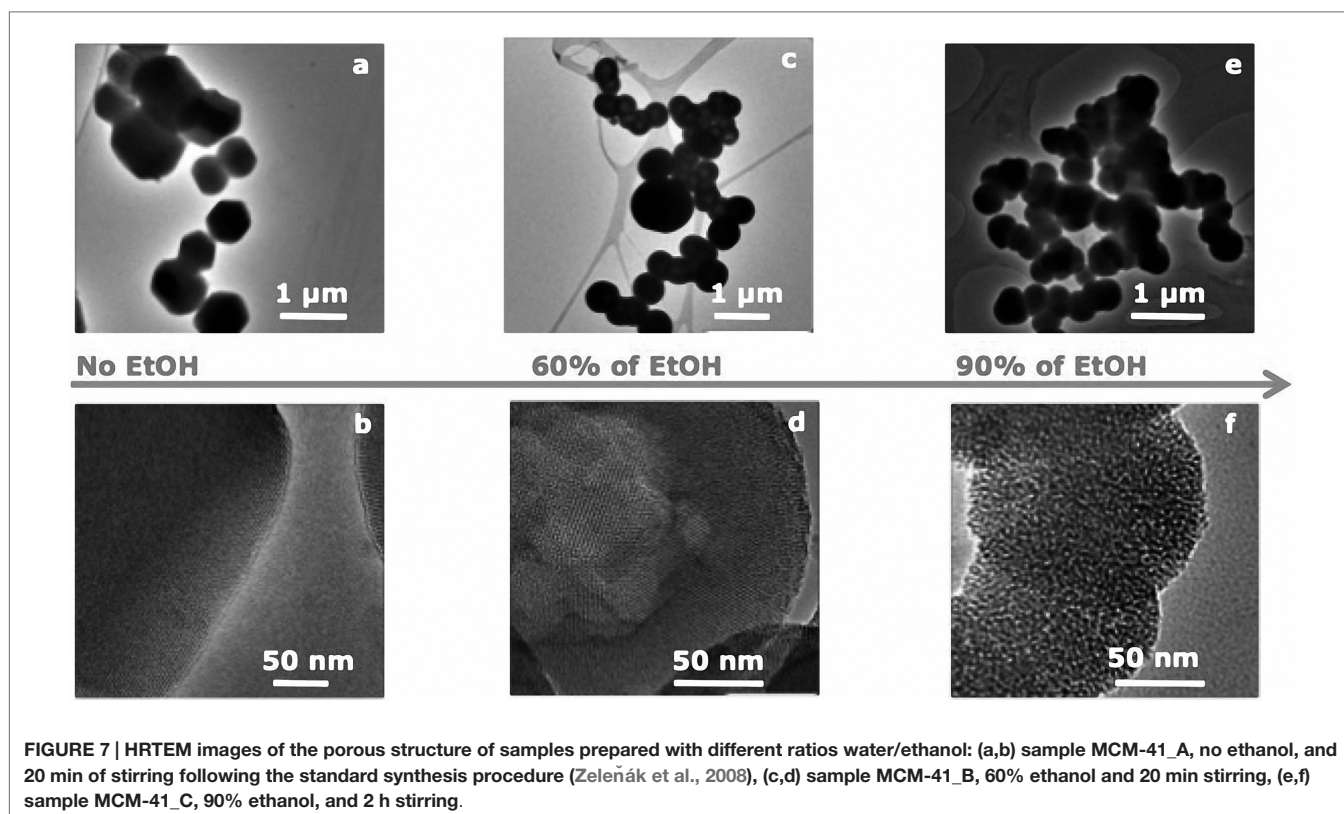 a
c
e
1 µm
1 µm
1 µm
No EtOH
60% of EtOH
90% of EtOH
b
d
f
50 nm
50 nm
50 nm
FIGURE 7 | HRTEM images of the porous structure of samples prepared with different ratios water/ethanol: (a,b) sample MCM-41_A, no ethanol, and
20 min of stirring following the standard synthesis procedure (Zeleňák et al., 2008), (c,d) sample MCM-41_B, 60% ethanol and 20 min stirring, (e,f)
sample MCM-41_C, 90% ethanol, and 2 h stirring.